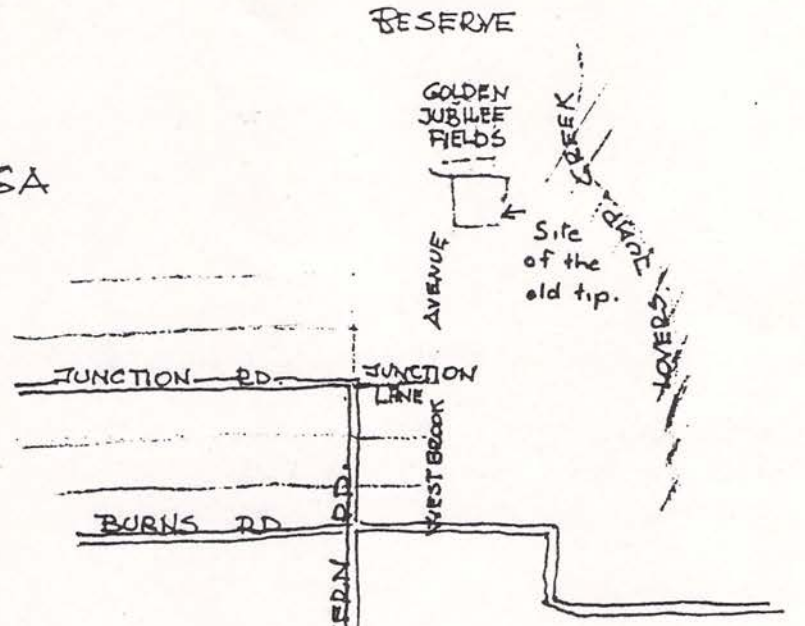 RESERVE
GOLDEN
JUBILEE
FIELDS
SA
CREEK
JUMP
LOVERS
Site
of the
old tip.
AVENUE
WESTBROOK
JUNCTION RD.
JUNCTION
LANE
RD.
BURNS RD